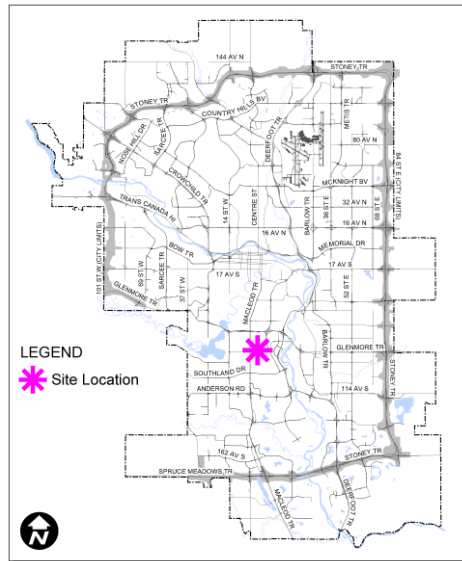 144 AV N
STONEY TR
STONEY TR
COUNTRY HILLS BV
DEERFOOT TR
METIS TR
NOSE HILL DR
SARCEE TR
80 AV N
CROWCHILD TR
MCKNIGHT BV
84 ST E (CITY LIMITS)
TRANS CANADA HI
14 ST W
CENTRE ST
BARLOW TR
36 ST E
32 AV N
68 ST E
16 AV N
16 AV N
101 ST W (CITY LIMITS)
BOW TR
MEMORIAL DR
69 ST W
SARCEE TR
37 ST W
17 AV S
17 AV S
MACLEOD TR
52 ST E
GLENMORE TR
BARLOW TR
GLENMORE TR
LEGEND
Site Location
SOUTHLAND DR
ANDERSON RD
114 AV S
STONEY TR
162 AV S
STONEY TR
SPRUCE MEADOWS TR
MACLEOD TR
DEERFOOT TR
N